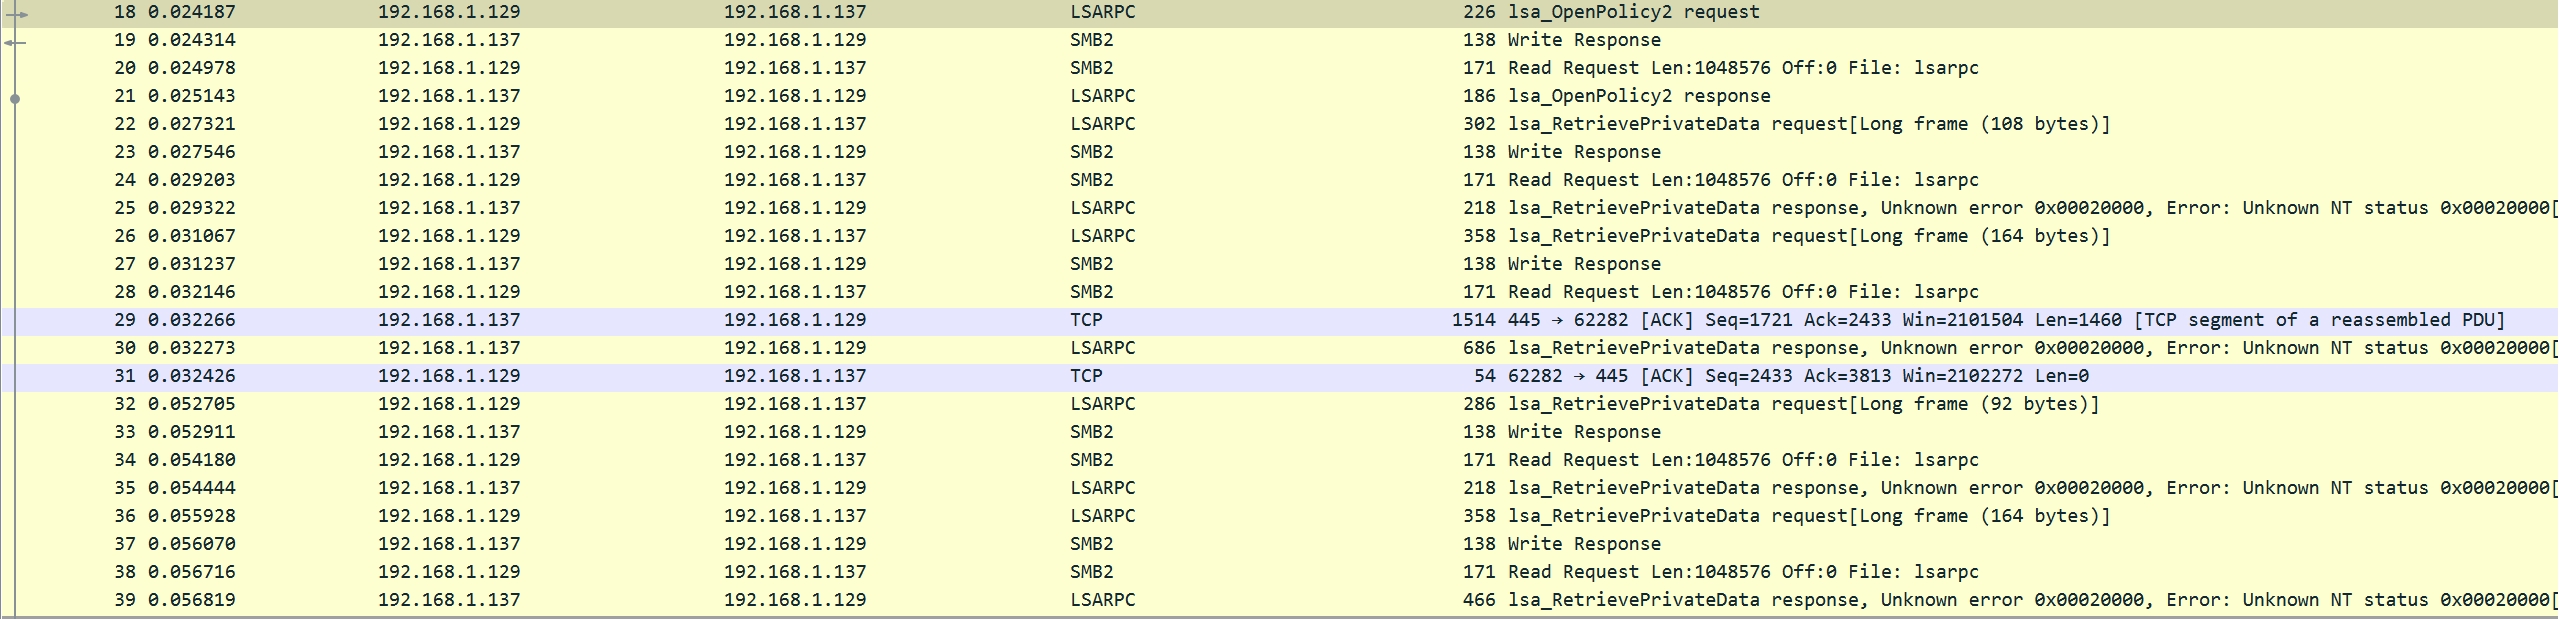 18 0.024187 192.168.1.129 192.168.1.137 LSARPC 226 lsa_OpenPolicy2 request
19 0.024314 192.168.1.137 192.168.1.129 SMB2 138 Write Response
20 0.024978 192.168.1.129 192.168.1.137 SMB2 171 Read Request Len:1048576 Off:0 File: lsarpc
21 0.025143 192.168.1.137 192.168.1.129 LSARPC 186 lsa_OpenPolicy2 response
22 0.027321 192.168.1.129 192.168.1.137 LSARPC 302 lsa_RetrievePrivateData request[Long frame (108 bytes)]
23 0.027546 192.168.1.137 192.168.1.129 SMB2 138 Write Response
24 0.029203 192.168.1.129 192.168.1.137 SMB2 171 Read Request Len:1048576 Off:0 File: lsarpc
25 0.029322 192.168.1.137 192.168.1.129 LSARPC 218 lsa_RetrievePrivateData response, Unknown error 0x00020000, Error: Unknown NT status 0x00020000[
26 0.031067 192.168.1.129 192.168.1.137 LSARPC 358 lsa_RetrievePrivateData request[Long frame (164 bytes)]
27 0.031237 192.168.1.137 192.168.1.129 SMB2 138 Write Response
28 0.032146 192.168.1.129 192.168.1.137 SMB2 171 Read Request Len:1048576 Off:0 File: lsarpc
29 0.032266 192.168.1.137 192.168.1.129 TCP 1514 445 → 62282 [ACK] Seq=1721 Ack=2433 Win=2101504 Len=1460 [TCP segment of a reassembled PDU]
30 0.032273 192.168.1.137 192.168.1.129 LSARPC 686 lsa_RetrievePrivateData response, Unknown error 0x00020000, Error: Unknown NT status 0x00020000[
31 0.032426 192.168.1.129 192.168.1.137 TCP 54 62282 → 445 [ACK] Seq=2433 Ack=3813 Win=2102272 Len=0
32 0.052705 192.168.1.129 192.168.1.137 LSARPC 286 lsa_RetrievePrivateData request[Long frame (92 bytes)]
33 0.052911 192.168.1.137 192.168.1.129 SMB2 138 Write Response
34 0.054180 192.168.1.129 192.168.1.137 SMB2 171 Read Request Len:1048576 Off:0 File: lsarpc
35 0.054444 192.168.1.137 192.168.1.129 LSARPC 218 lsa_RetrievePrivateData response, Unknown error 0x00020000, Error: Unknown NT status 0x00020000[
36 0.055928 192.168.1.129 192.168.1.137 LSARPC 358 lsa_RetrievePrivateData request[Long frame (164 bytes)]
37 0.056070 192.168.1.137 192.168.1.129 SMB2 138 Write Response
38 0.056716 192.168.1.129 192.168.1.137 SMB2 171 Read Request Len:1048576 Off:0 File: lsarpc
39 0.056819 192.168.1.137 192.168.1.129 LSARPC 466 lsa_RetrievePrivateData response, Unknown error 0x00020000, Error: Unknown NT status 0x00020000[